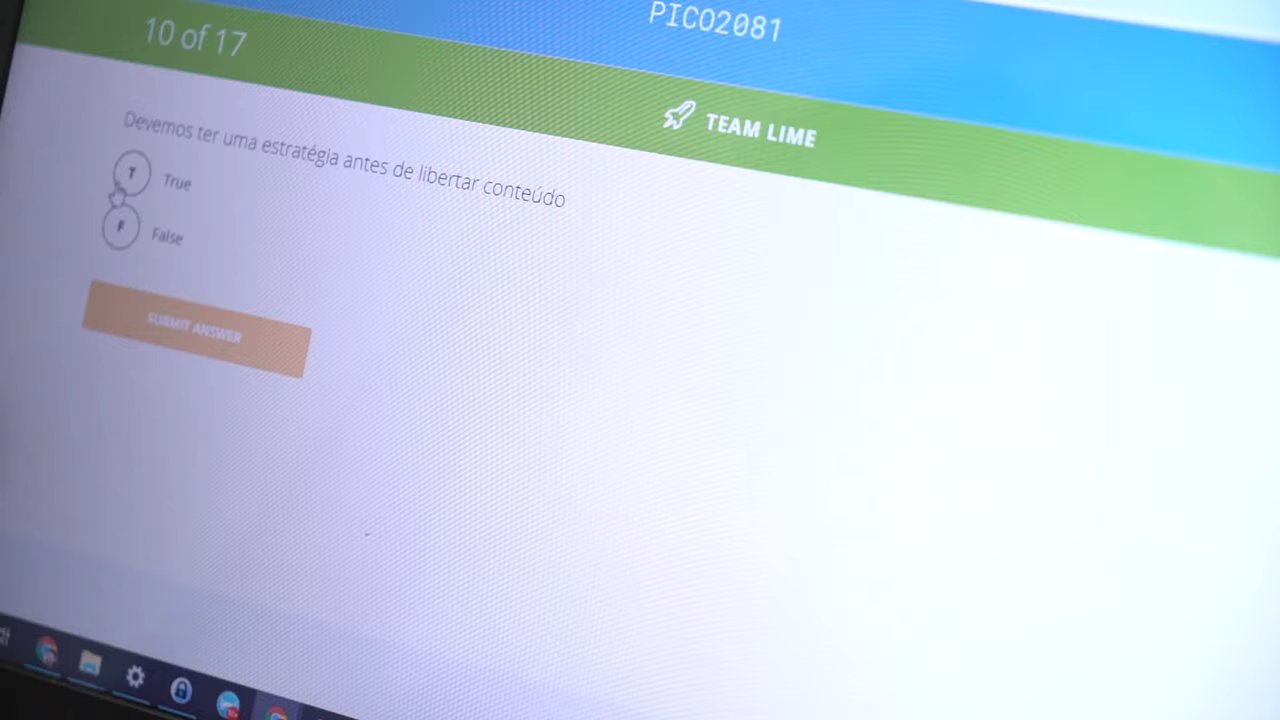 PICO2081
10 of 17
TEAM LIME
Devemos ter uma estratégia antes de libertar conteúdo
T True
F False
SUBMIT ANSWER